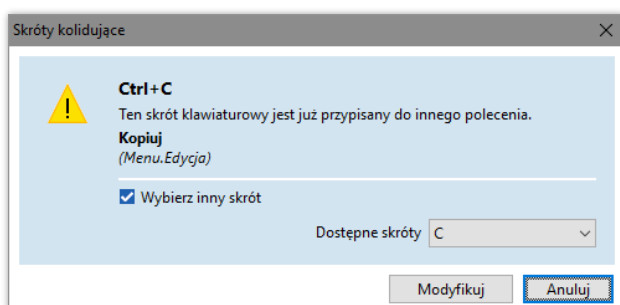 Skróty kolidujące
Ctrl+C
Ten skrót klawiaturowy jest już przypisany do innego polecenia.
Kopiuj
(Menu.Edycja)
Wybierz inny skrót
Dostępne skróty C
Modyfikuj Anuluj